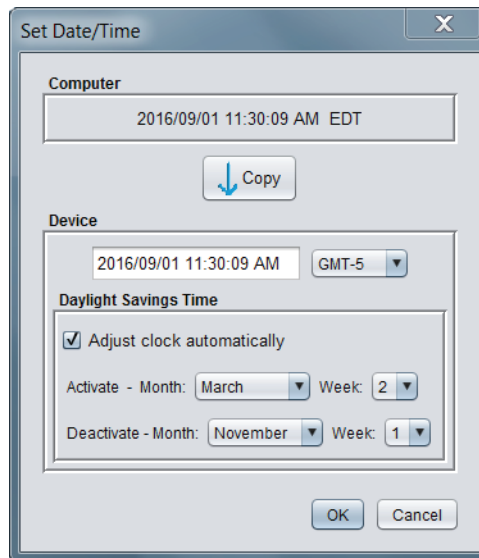 Set Date/Time
X
Computer
2016/09/01 11:30:09 AM EDT
Copy
Device
2016/09/01 11:30:09 AM GMT-5
Daylight Savings Time
Adjust clock automatically
Activate - Month: March Week: 2
Deactivate - Month: November Week: 1
OK Cancel